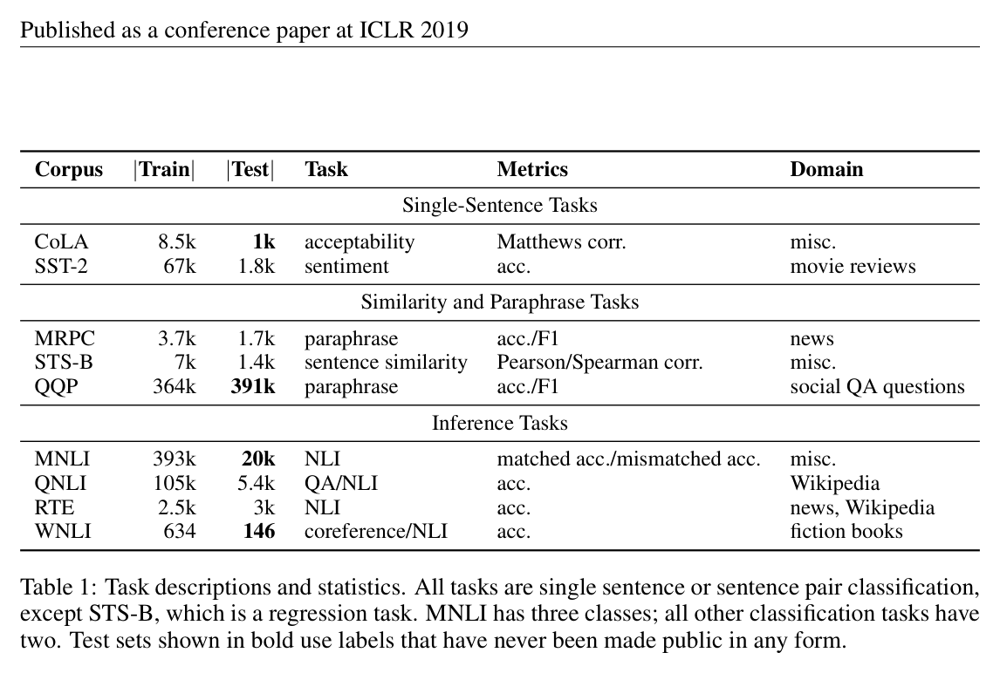 Published as a conference paper at ICLR 2019
Corpus |Train| |Test| Task Metrics Domain
Single-Sentence Tasks
CoLA 8.5k 1k acceptability Matthews corr. misc.
SST-2 67k 1.8k sentiment acc. movie reviews
Similarity and Paraphrase Tasks
MRPC 3.7k 1.7k paraphrase acc./F1 news
STS-B 7k 1.4k sentence similarity Pearson/Spearman corr. misc.
QQP 364k 391k paraphrase acc./F1 social QA questions
Inference Tasks
MNLI 393k 20k NLI matched acc./mismatched acc. misc.
QNLI 105k 5.4k QA/NLI acc. Wikipedia
RTE 2.5k 3k NLI acc. news, Wikipedia
WNLI 634 146 coreference/NLI acc. fiction books
Table 1: Task descriptions and statistics. All tasks are single sentence or sentence pair classification,
except STS-B, which is a regression task. MNLI has three classes; all other classification tasks have
two. Test sets shown in bold use labels that have never been made public in any form.